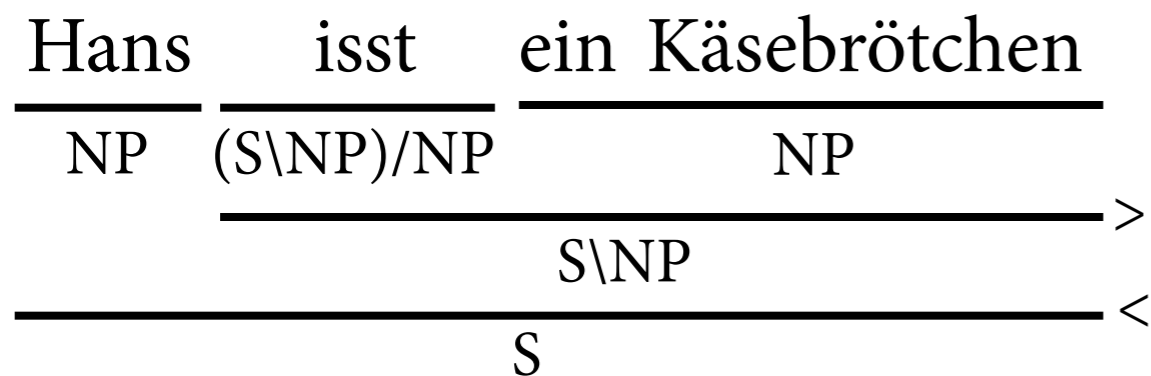 Hans isst ein Käsebrötchen
NP (S\NP)/NP NP
>
S\NP
<
S